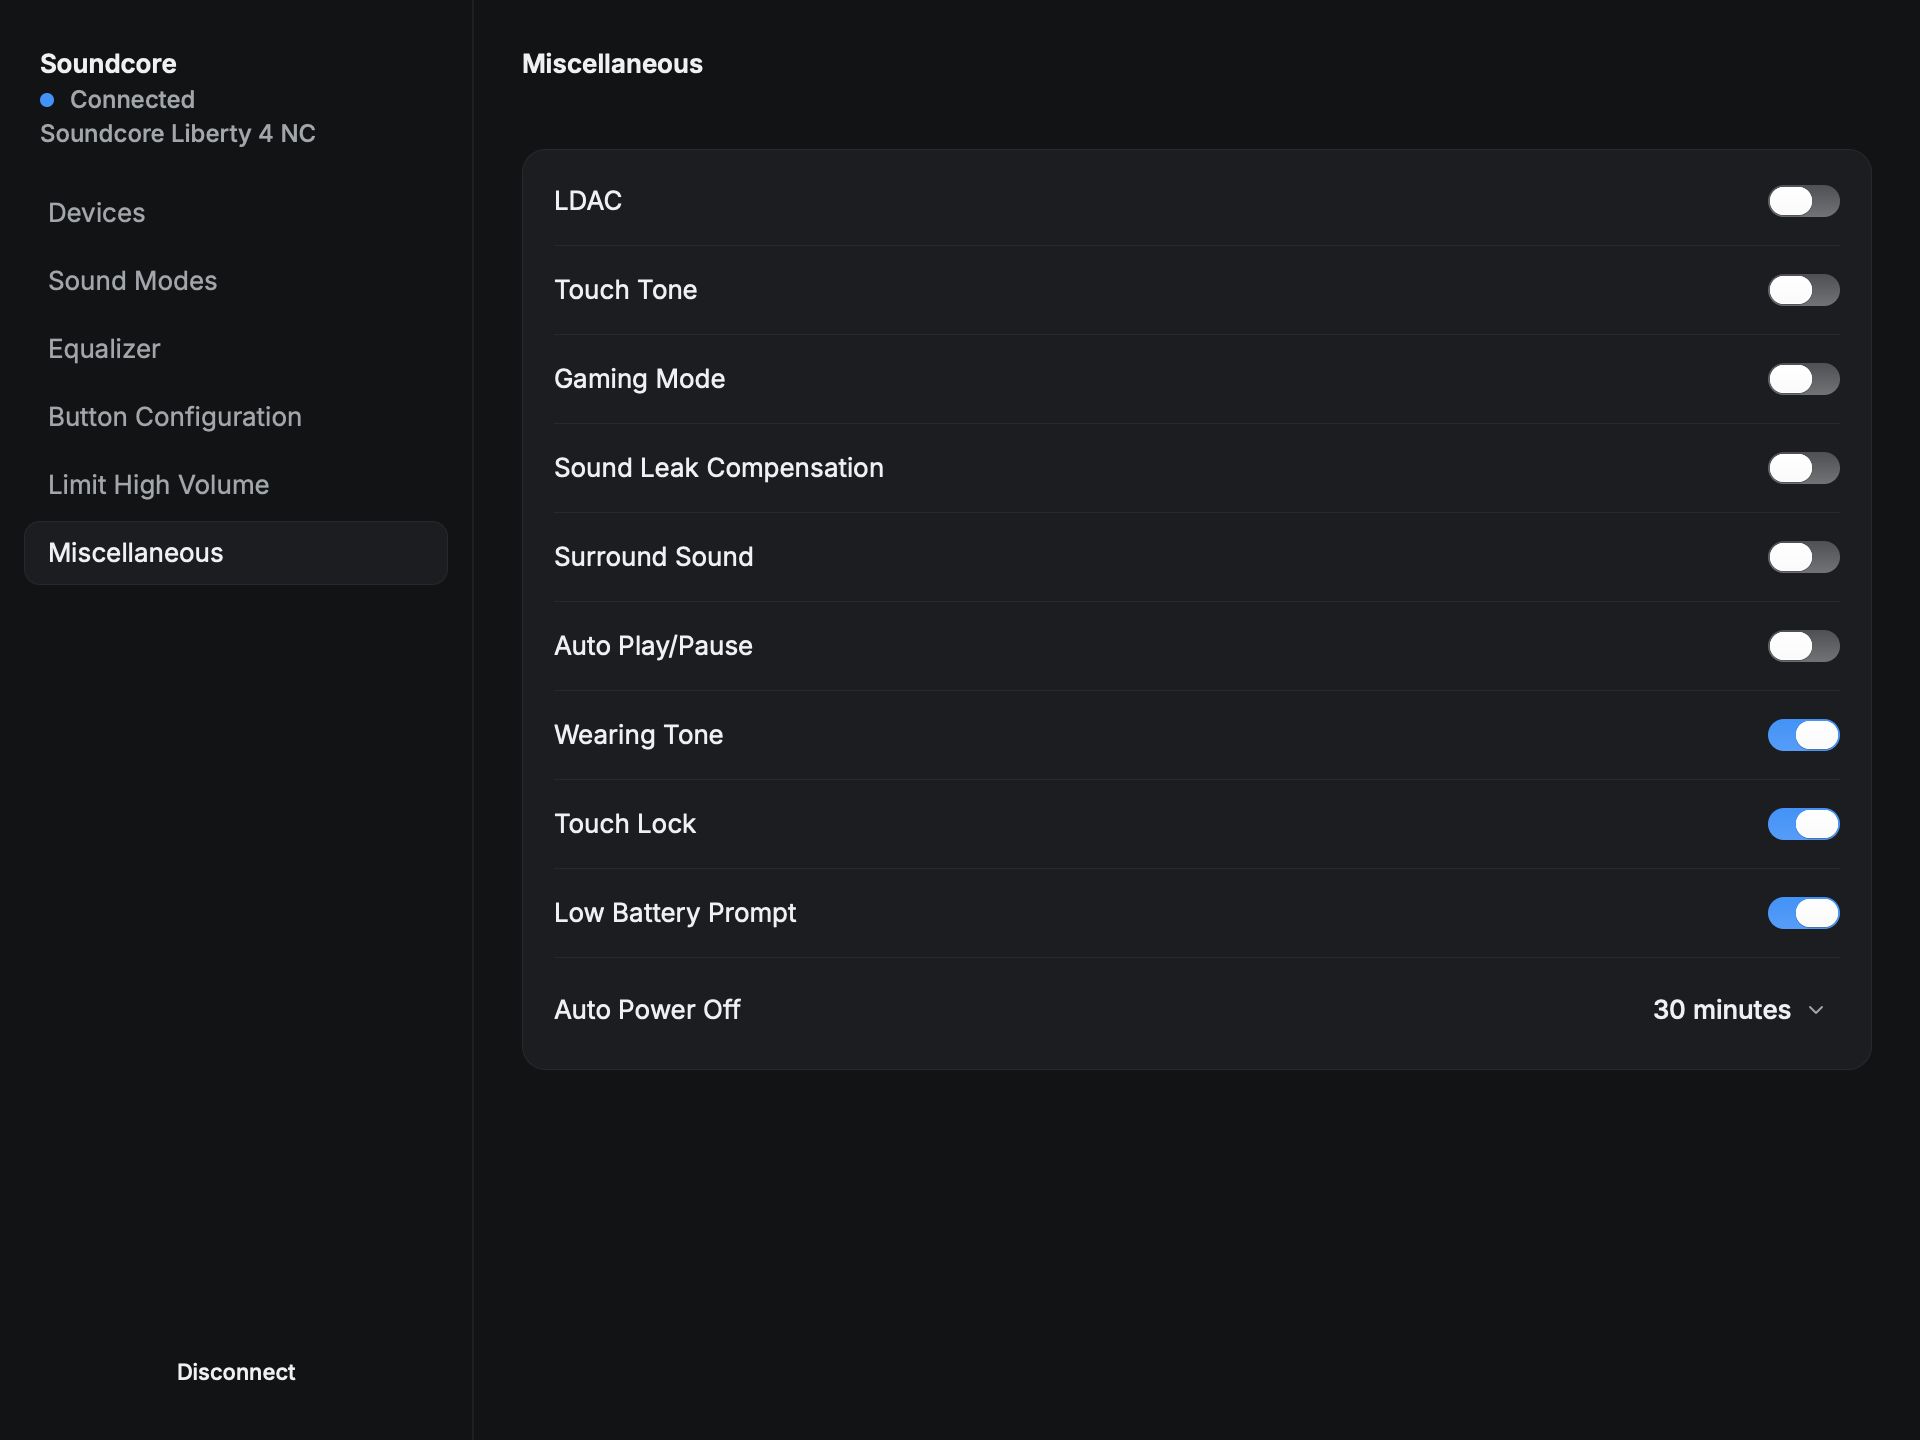 Soundcore
Connected
Soundcore Liberty 4 NC
Devices
Sound Modes
Equalizer
Button Configuration
Limit High Volume
Miscellaneous
Disconnect
Miscellaneous
LDAC
Touch Tone
Gaming Mode
Sound Leak Compensation
Surround Sound
Auto Play/Pause
Wearing Tone
Touch Lock
Low Battery Prompt
Auto Power Off 30 minutes